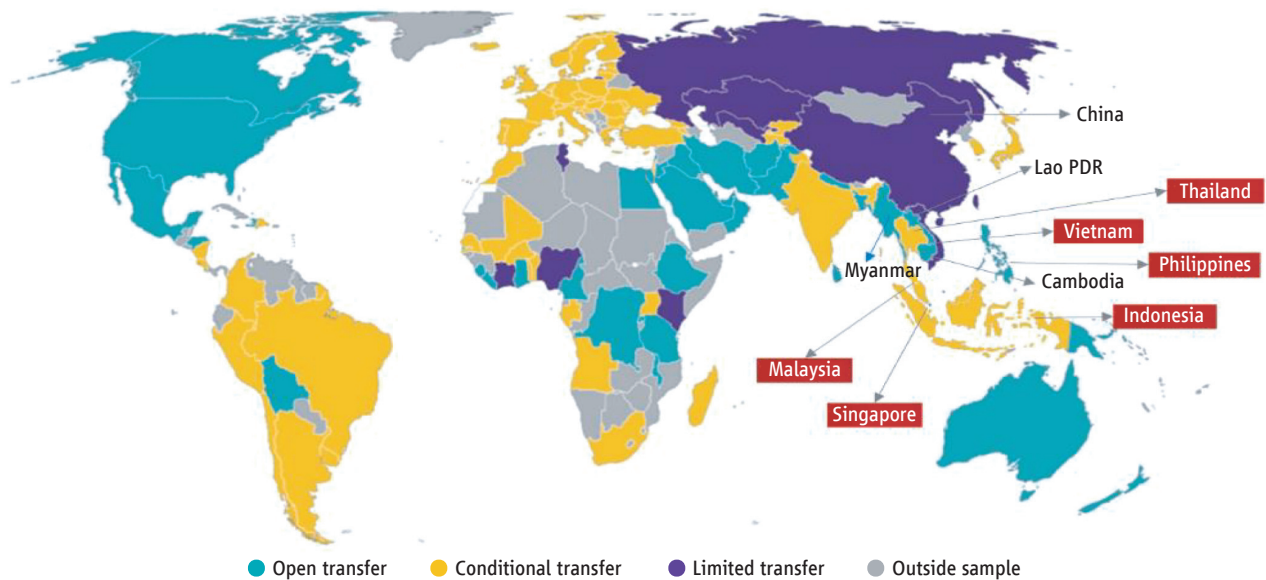 China
Lao PDR
Thailand
Vietnam
Philippines
Myanmar
Cambodia
Indonesia
Malaysia
Singapore
Open transfer
Conditional transfer
Limited transfer
Outside sample